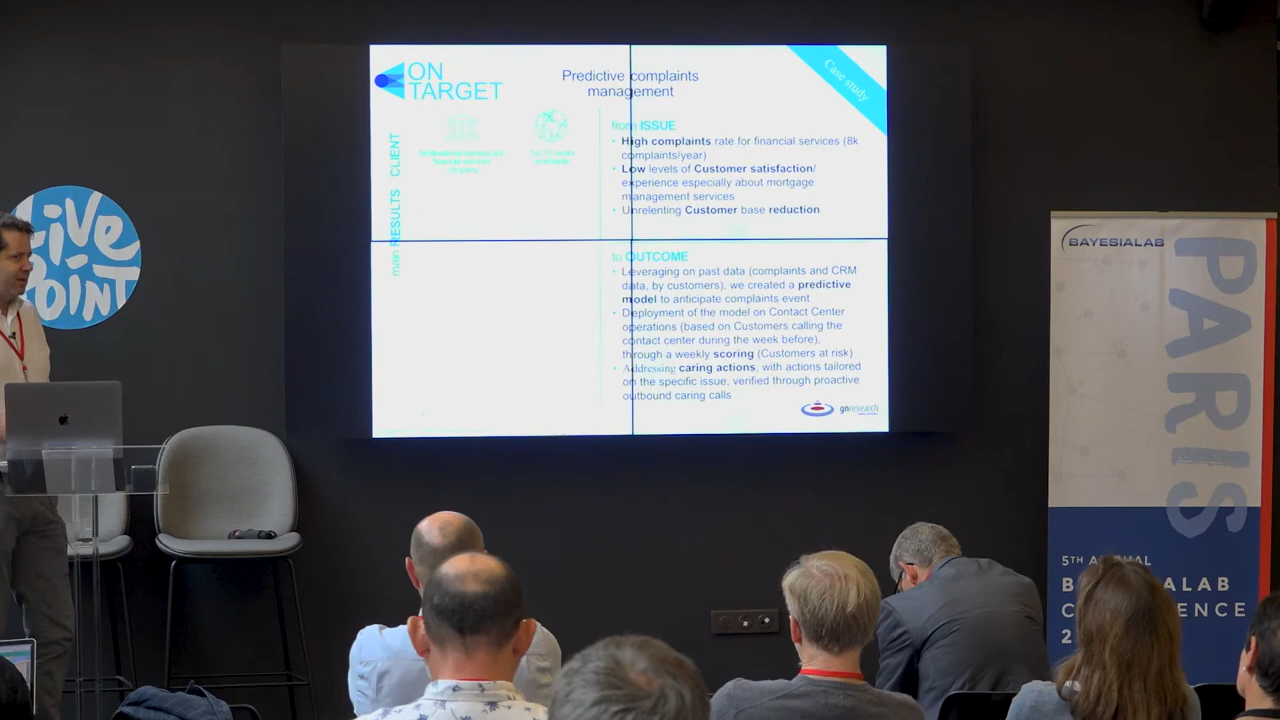 ON
TARGET
Predictive complaints
management
Case study
CLIENT
main RESULTS
from ISSUE
• High complaints rate for financial services (8k
complaints/year)
• Low levels of Customer satisfaction/
experience especially about mortgage
management services
• Unrelenting Customer base reduction
to OUTCOME
• Leveraging on past data (complaints and CRM
data, by customers), we created a predictive
model to anticipate complaints event
• Deployment of the model on Contact Center
operations (based on Customers calling the
contact center during the week before),
through a weekly scoring (Customers at risk)
• Addressing caring actions, with actions tailored
on the specific issue, verified through proactive
outbound caring calls
gnresearch
LiVe
POiNT
BAYESIALAB
PARIS
5TH ANNUAL